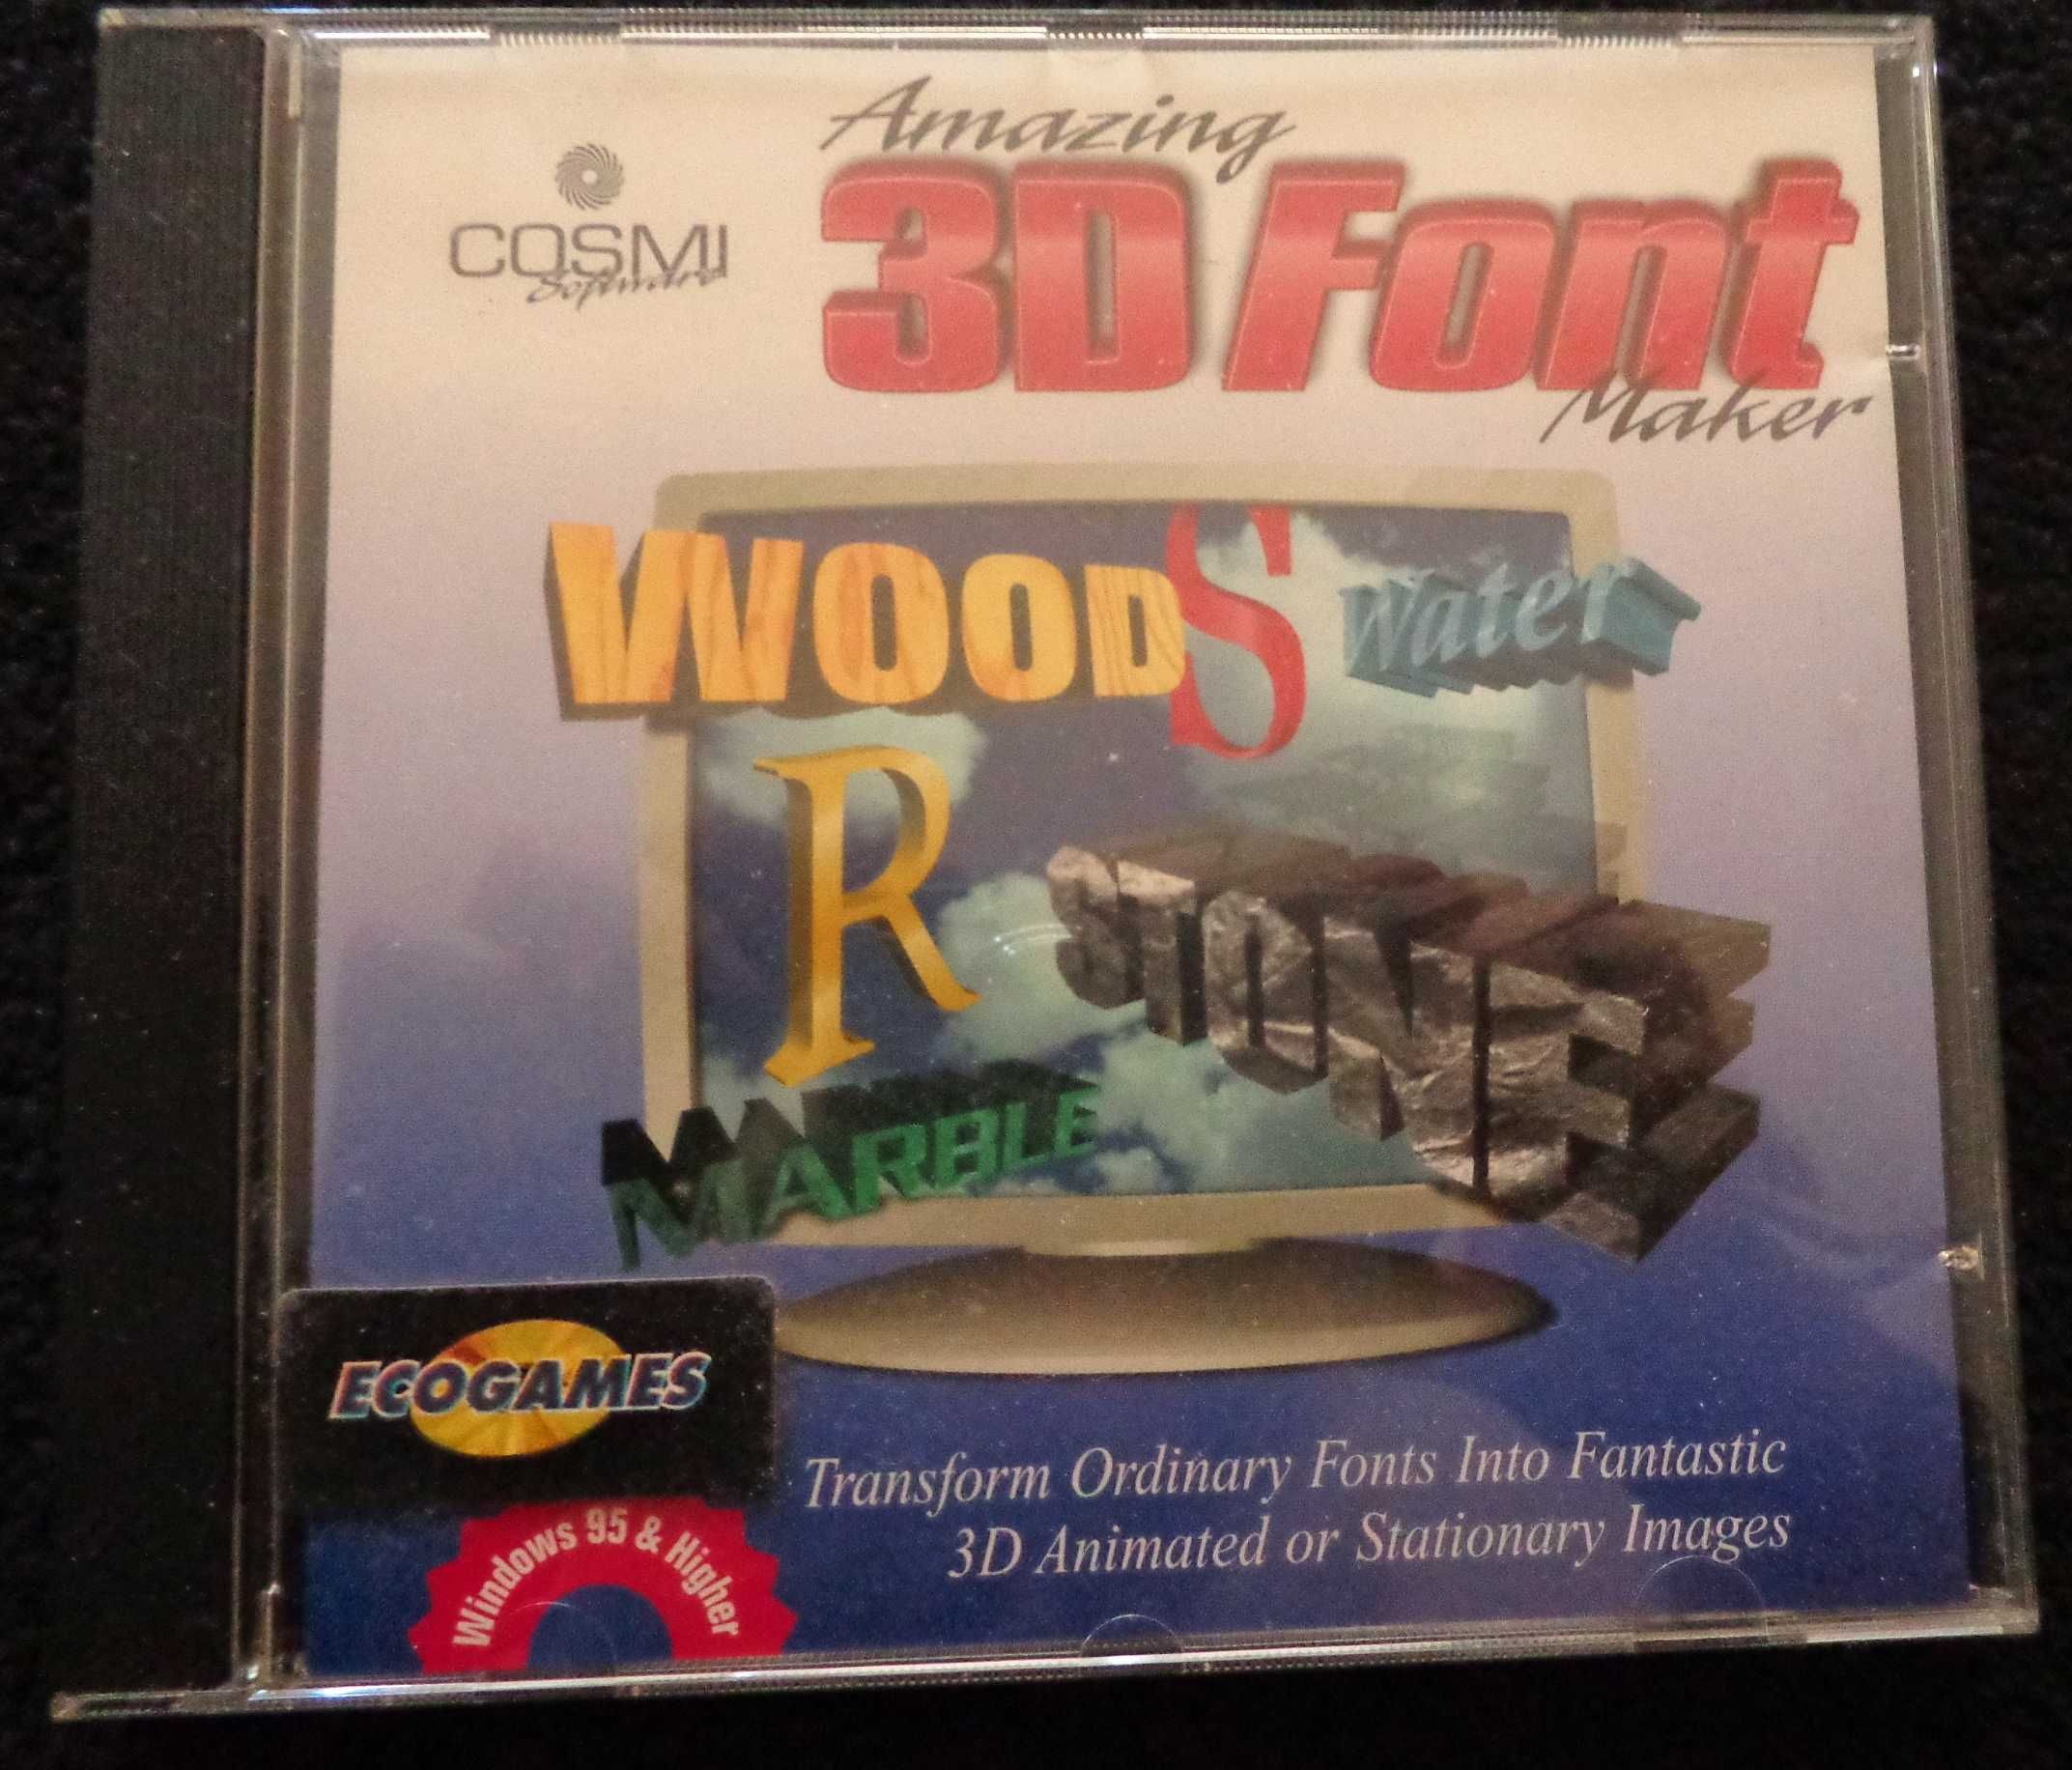 Amazing
COSMI
Software
3D Font
Maker
WOOD
S
Water
R
STONE
MARBLE
ECOGAMES
Windows 95 & Higher
Transform Ordinary Fonts Into Fantastic
3D Animated or Stationary Images